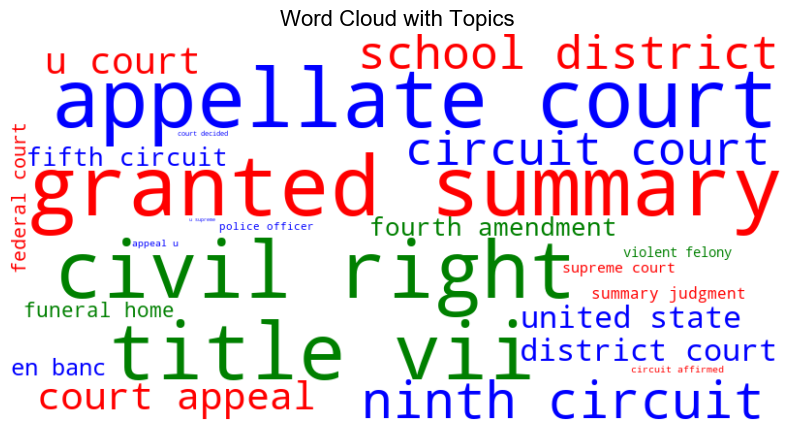 Word Cloud with Topics
u court
school district
appellate court
court decided
fifth circuit
circuit court
federal court
granted summary
u supreme
police officer
fourth amendment
appeal u
civil right
violent felony
supreme court
summary judgment
funeral home
united state
title vii
district court
en banc
circuit affirmed
court appeal
ninth circuit